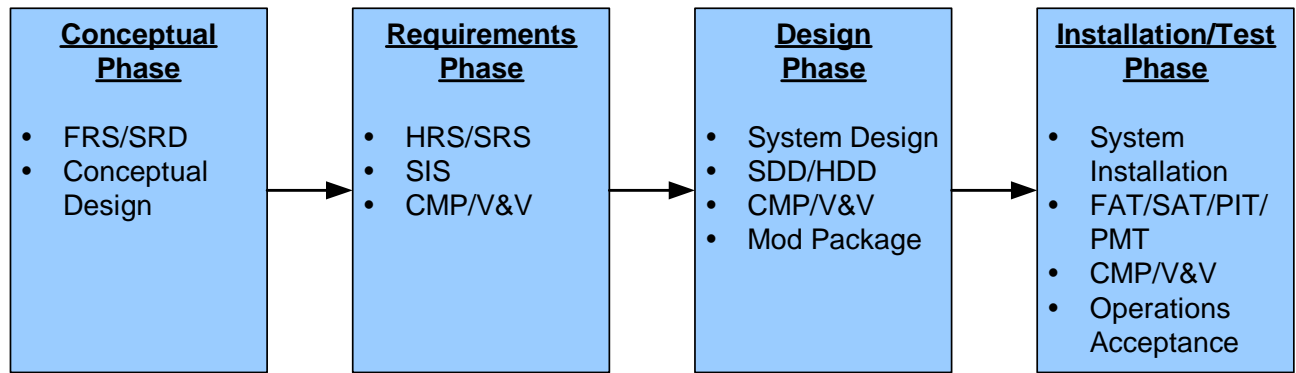 Conceptual
Phase
• FRS/SRD
• Conceptual
Design
Requirements
Phase
• HRS/SRS
• SIS
• CMP/V&V
Design
Phase
• System Design
• SDD/HDD
• CMP/V&V
• Mod Package
Installation/Test
Phase
• System
Installation
• FAT/SAT/PIT/
PMT
• CMP/V&V
• Operations
Acceptance